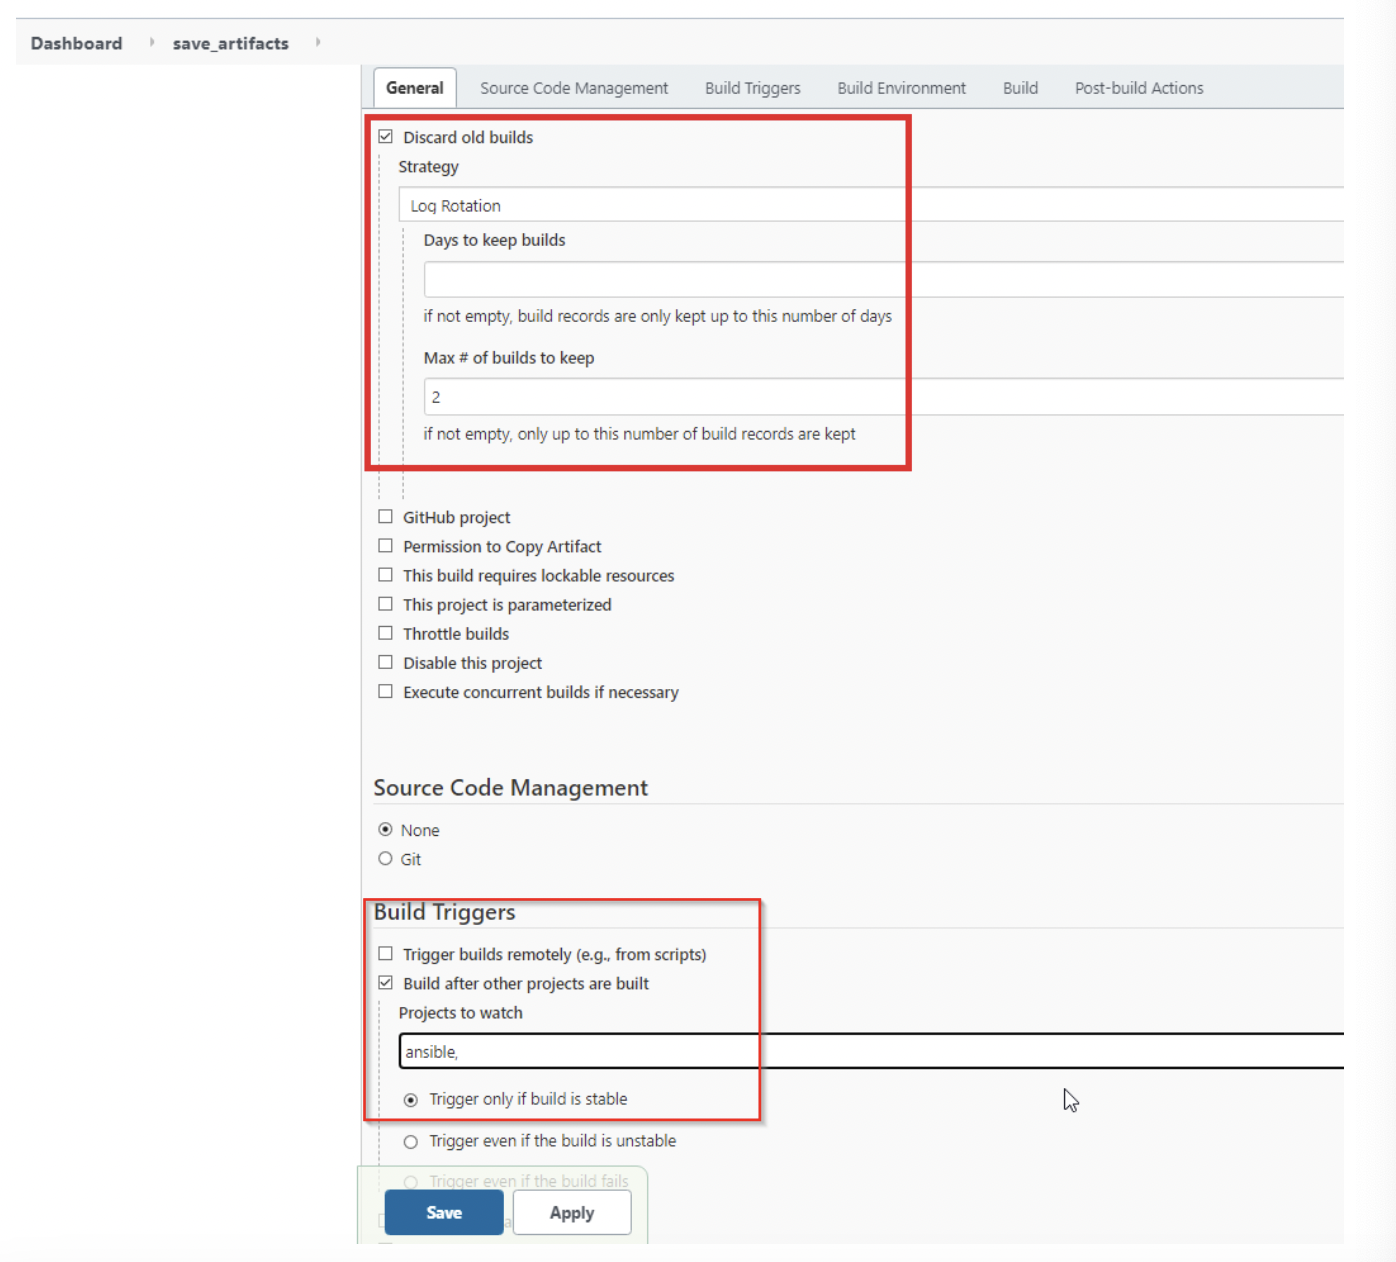 Dashboard save_artifacts
General Source Code Management Build Triggers Build Environment Build Post-build Actions
Discard old builds
Strategy
Log Rotation
Days to keep builds
if not empty, build records are only kept up to this number of days
Max # of builds to keep
2
if not empty, only up to this number of build records are kept
GitHub project
Permission to Copy Artifact
This build requires lockable resources
This project is parameterized
Throttle builds
Disable this project
Execute concurrent builds if necessary
Source Code Management
None
Git
Build Triggers
Trigger builds remotely (e.g., from scripts)
Build after other projects are built
Projects to watch
ansible,
Trigger only if build is stable
Trigger even if the build is unstable
Trigger even if the build fails
Save Apply